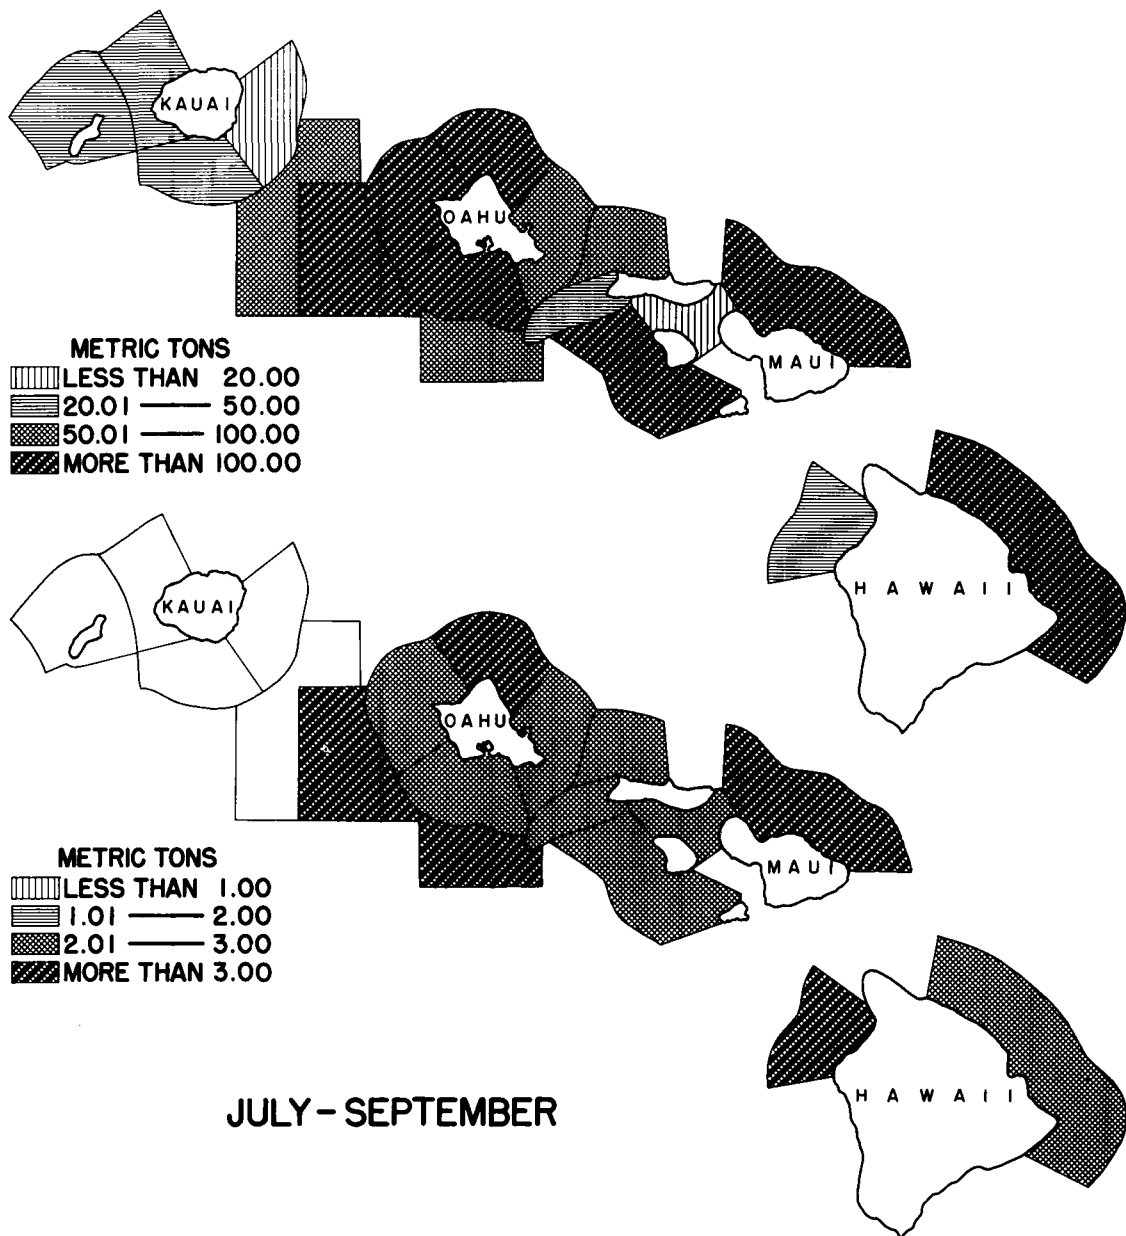 KAUAI
OAHU
MAUI
METRIC TONS
LESS THAN 20.00
20.01 — 50.00
50.01 — 100.00
MORE THAN 100.00
HAWAII
KAUAI
OAHU
MAUI
METRIC TONS
LESS THAN 1.00
1.01 — 2.00
2.01 — 3.00
MORE THAN 3.00
HAWAII
JULY – SEPTEMBER